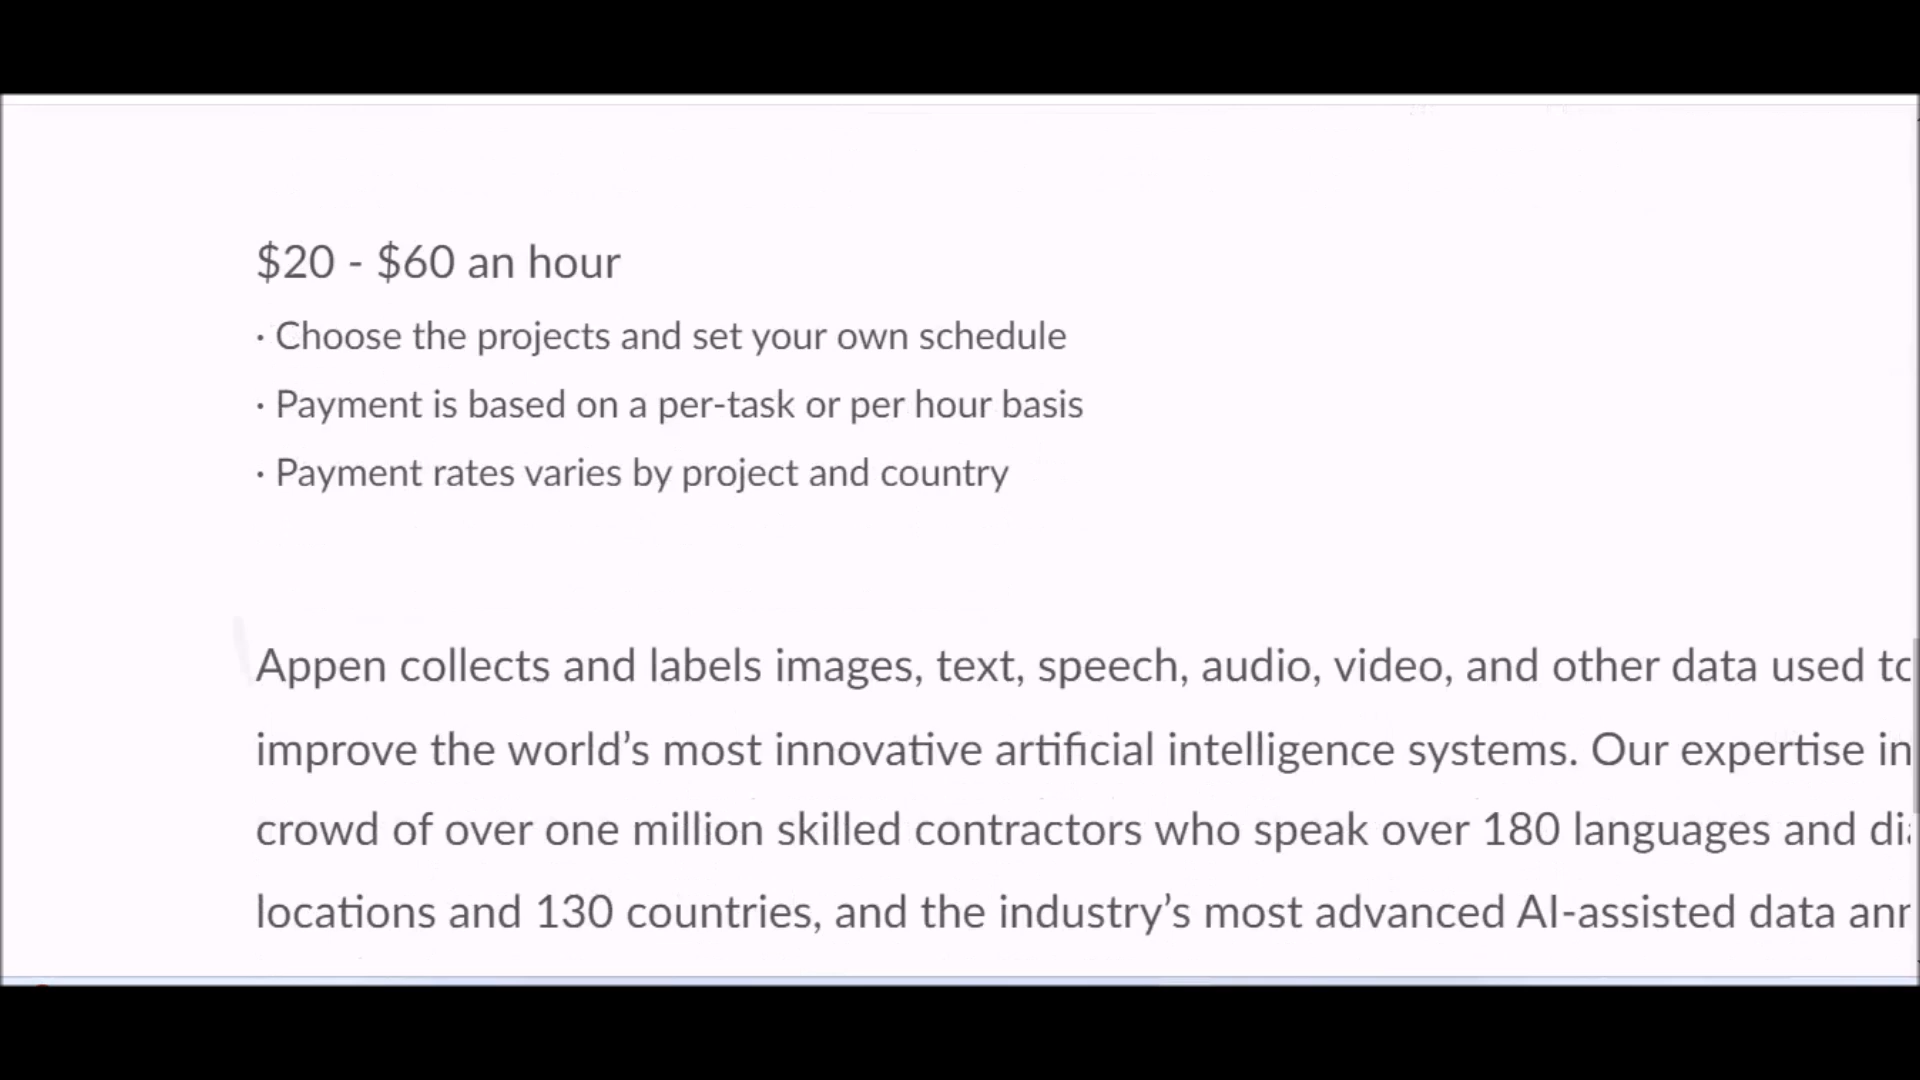 $20 - $60 an hour
· Choose the projects and set your own schedule
· Payment is based on a per-task or per hour basis
· Payment rates varies by project and country
Appen collects and labels images, text, speech, audio, video, and other data used
improve the world’s most innovative artificial intelligence systems. Our expertise in
crowd of over one million skilled contractors who speak over 180 languages and
locations and 130 countries, and the industry’s most advanced AI-assisted data